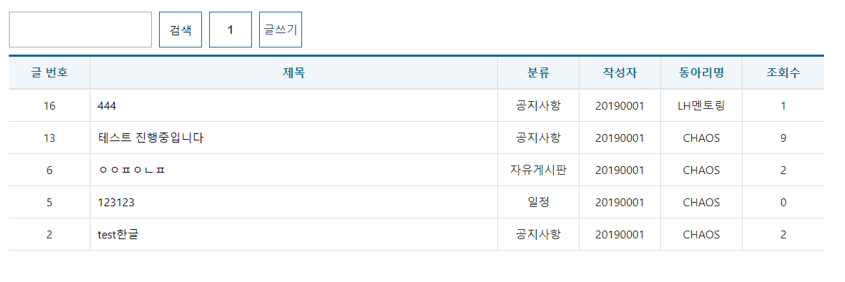 검색 1 글쓰기
글 번호 제목 분류 작성자 동아리명 조회수
16 444 공지사항 20190001 LH멘토링 1
13 테스트 진행중입니다 공지사항 20190001 CHAOS 9
6 ㅇㅇㅍㅇㄴㅍ 자유게시판 20190001 CHAOS 2
5 123123 일정 20190001 CHAOS 0
2 test한글 공지사항 20190001 CHAOS 2